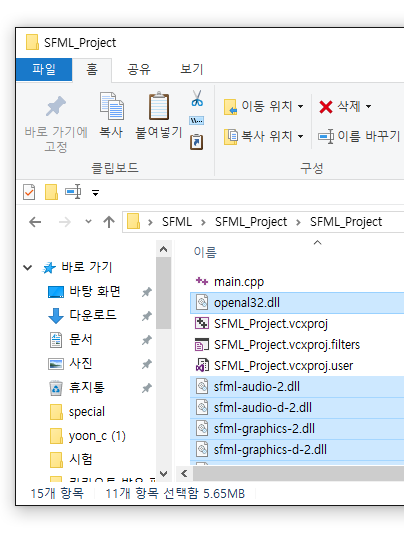 SFML_Project
파일 홈 공유 보기
바로 가기에 고정
복사
붙여넣기
이동 위치
복사 위치
삭제
이름 바꾸기
클립보드
구성
SFML SFML_Project SFML_Project
바로 가기
바탕 화면
다운로드
문서
사진
휴지통
special
yoon_c (1)
시험
이름
main.cpp
openal32.dll
SFML_Project.vcxproj
SFML_Project.vcxproj.filters
SFML_Project.vcxproj.user
sfml-audio-2.dll
sfml-audio-d-2.dll
sfml-graphics-2.dll
sfml-graphics-d-2.dll
15개 항목 11개 항목 선택함 5.65MB